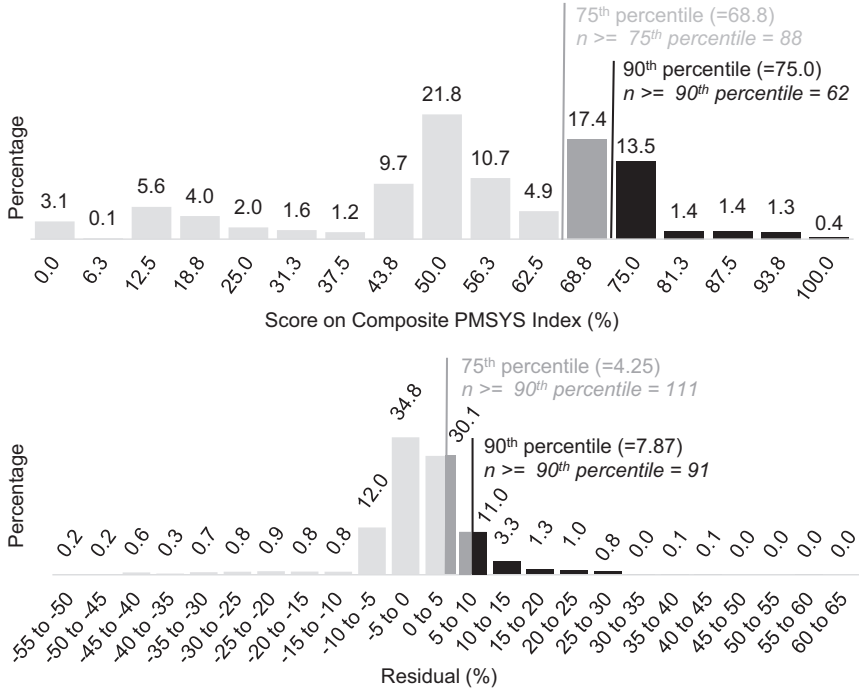 75th percentile (=68.8)
n >= 75th percentile = 88
90th percentile (=75.0)
n >= 90th percentile = 62
Percentage
3.1
0.1
5.6
4.0
2.0
1.6
1.2
9.7
21.8
10.7
4.9
17.4
13.5
1.4
1.4
1.3
0.4
0.0
6.3
12.5
18.8
25.0
31.3
37.5
43.8
50.0
56.3
62.5
68.8
75.0
81.3
87.5
93.8
100.0
Score on Composite PMSYS Index (%)
75th percentile (=4.25)
n >= 90th percentile = 111
90th percentile (=7.87)
n >= 90th percentile = 91
Percentage
0.2
0.2
0.6
0.3
0.7
0.8
0.9
0.8
0.8
12.0
34.8
30.1
11.0
3.3
1.3
1.0
0.8
0.0
0.1
0.1
0.0
0.0
0.0
0.0
-55 to -50
-50 to -45
-45 to -40
-40 to -35
-35 to -30
-30 to -25
-25 to -20
-20 to -15
-15 to -10
-10 to -5
-5 to 0
0 to 5
5 to 10
10 to 15
15 to 20
20 to 25
25 to 30
30 to 35
35 to 40
40 to 45
45 to 50
50 to 55
55 to 60
60 to 65
Residual (%)